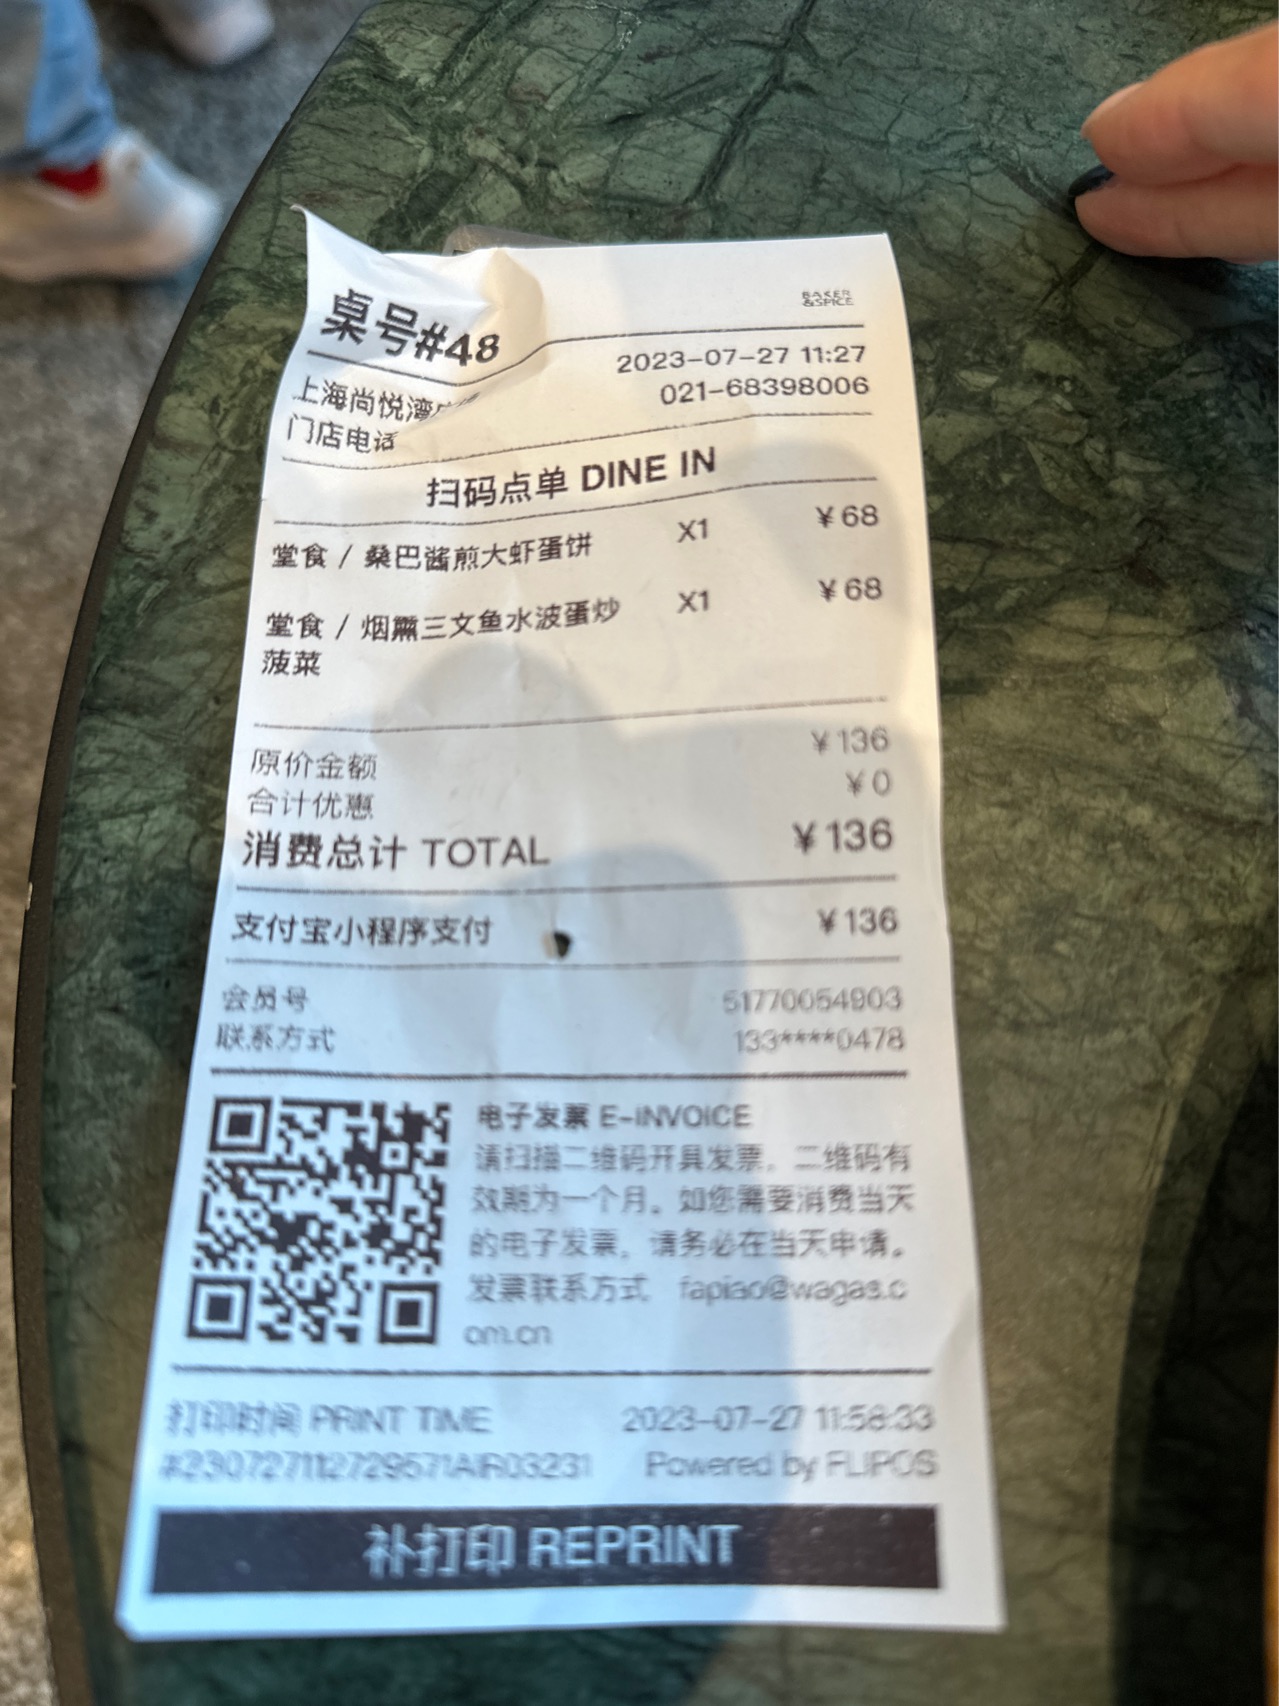 BAKER
&SPICE
桌号#48
2023-07-27 11:27
上海尚悦湾
021-68398006
门店电话
扫码点单 DINE IN
堂食 / 桑巴酱煎大虾蛋饼 X1 ¥68
堂食 / 烟熏三文鱼水波蛋炒 X1 ¥68
菠菜
原价金额 ¥136
合计优惠 ¥0
消费总计 TOTAL ¥136
支付宝小程序支付 ¥136
会员号 51770054903
联系方式 133****0478
电子发票 E-INVOICE
请扫描二维码开具发票，二维码有
效期为一个月。如您需要消费当天
的电子发票，请务必在当天申请。
发票联系方式 fapiao@wagas.c
om.cn
打印时间 PRINT TIME 2023-07-27 11:58:33
#230727112729571AIR03231 Powered by FLIPOS
补打印 REPRINT